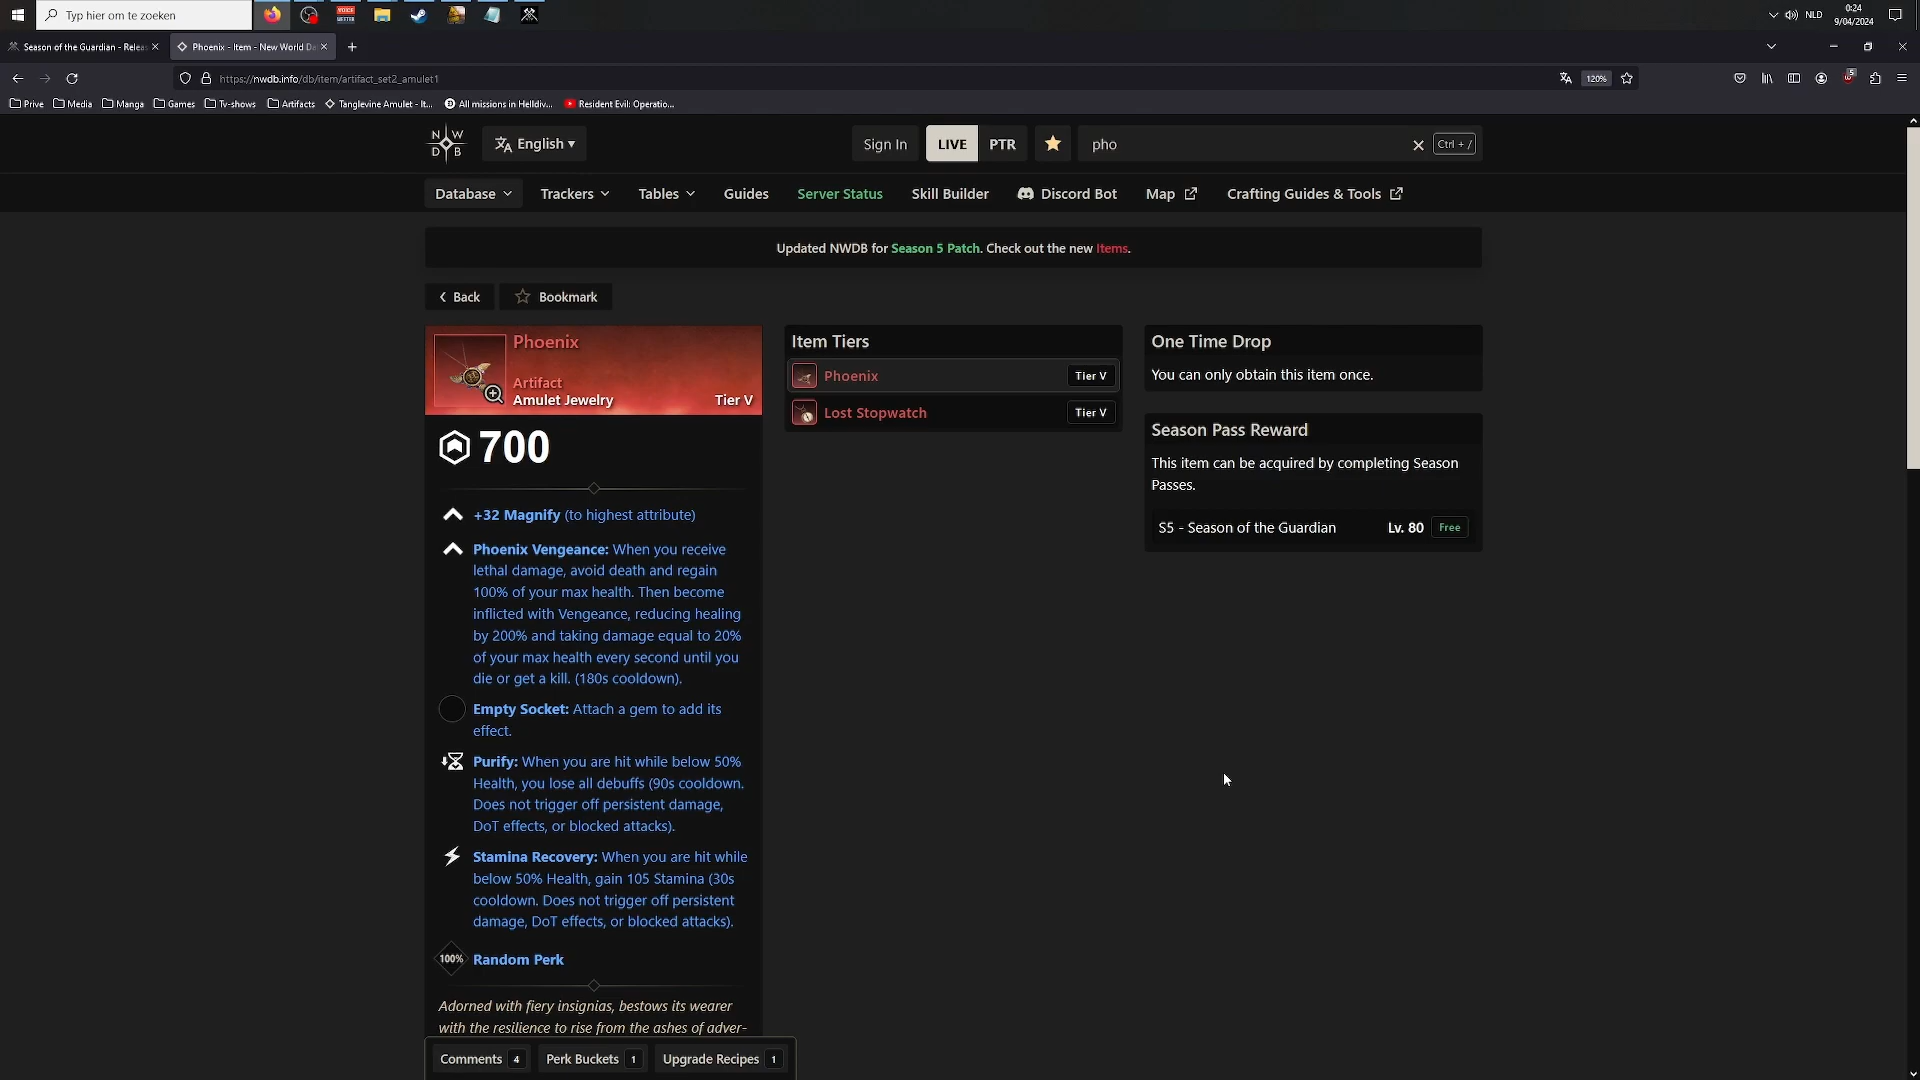 Typ hier om te zoeken
VOICE
MEETER
NLD
0:24
9/04/2024
Season of the Guardian - Relea
Phoenix - Item - New World Da
https://nwdb.info/db/item/artifact_set2_amulet1
120%
5
Prive
Media
Manga
Games
Tv-shows
Artifacts
Tanglevine Amulet - It...
All missions in Helldiv...
Resident Evil: Operatio...
N W
D B
English
Sign In
LIVE
PTR
pho
Ctrl + /
Database
Trackers
Tables
Guides
Server Status
Skill Builder
Discord Bot
Map
Crafting Guides & Tools
Updated NWDB for Season 5 Patch. Check out the new Items.
Back
Bookmark
Phoenix
Artifact
Amulet Jewelry
Tier V
700
+32 Magnify (to highest attribute)
Phoenix Vengeance: When you receive
lethal damage, avoid death and regain
100% of your max health. Then become
inflicted with Vengeance, reducing healing
by 200% and taking damage equal to 20%
of your max health every second until you
die or get a kill. (180s cooldown).
Empty Socket: Attach a gem to add its
effect.
Purify: When you are hit while below 50%
Health, you lose all debuffs (90s cooldown.
Does not trigger off persistent damage,
DoT effects, or blocked attacks).
Stamina Recovery: When you are hit while
below 50% Health, gain 105 Stamina (30s
cooldown. Does not trigger off persistent
damage, DoT effects, or blocked attacks).
100%
Random Perk
Adorned with fiery insignias, bestows its wearer
with the resilience to rise from the ashes of adver-
Comments 4
Perk Buckets 1
Upgrade Recipes 1
Item Tiers
Phoenix
Tier V
Lost Stopwatch
Tier V
One Time Drop
You can only obtain this item once.
Season Pass Reward
This item can be acquired by completing Season
Passes.
S5 - Season of the Guardian
Lv. 80
Free